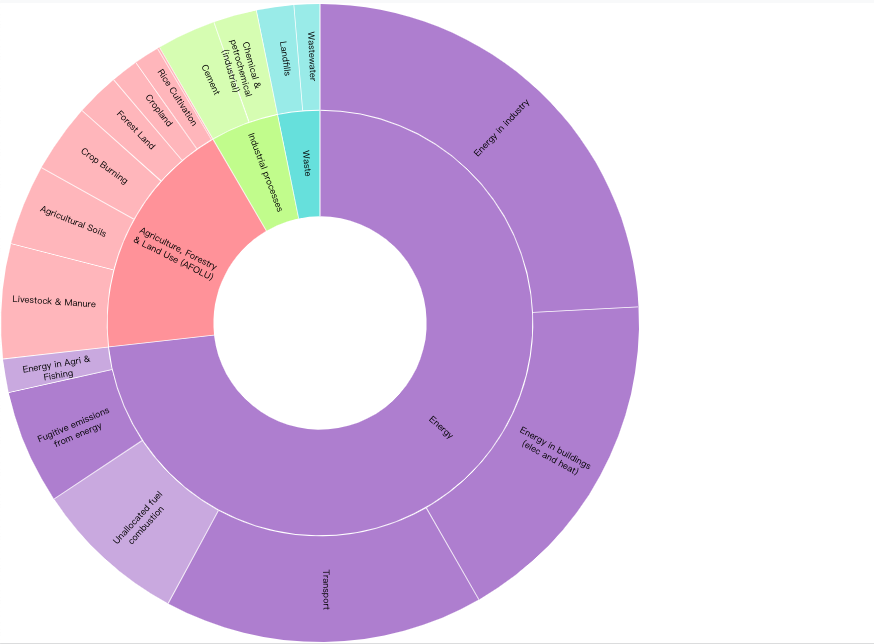 Energy in industry
Energy in buildings
(elec and heat)
Transport
Unallocated fuel
combustion
Fugitive emissions
from energy
Energy in Agri &
Fishing
Livestock & Manure
Agricultural Soils
Crop Burning
Forest Land
Cropland
Rice Cultivation
Cement
Chemical &
petrochemical
(industrial)
Landfills
Wastewater
Energy
Agriculture, Forestry
& Land Use (AFOLU)
Industrial processes
Waste